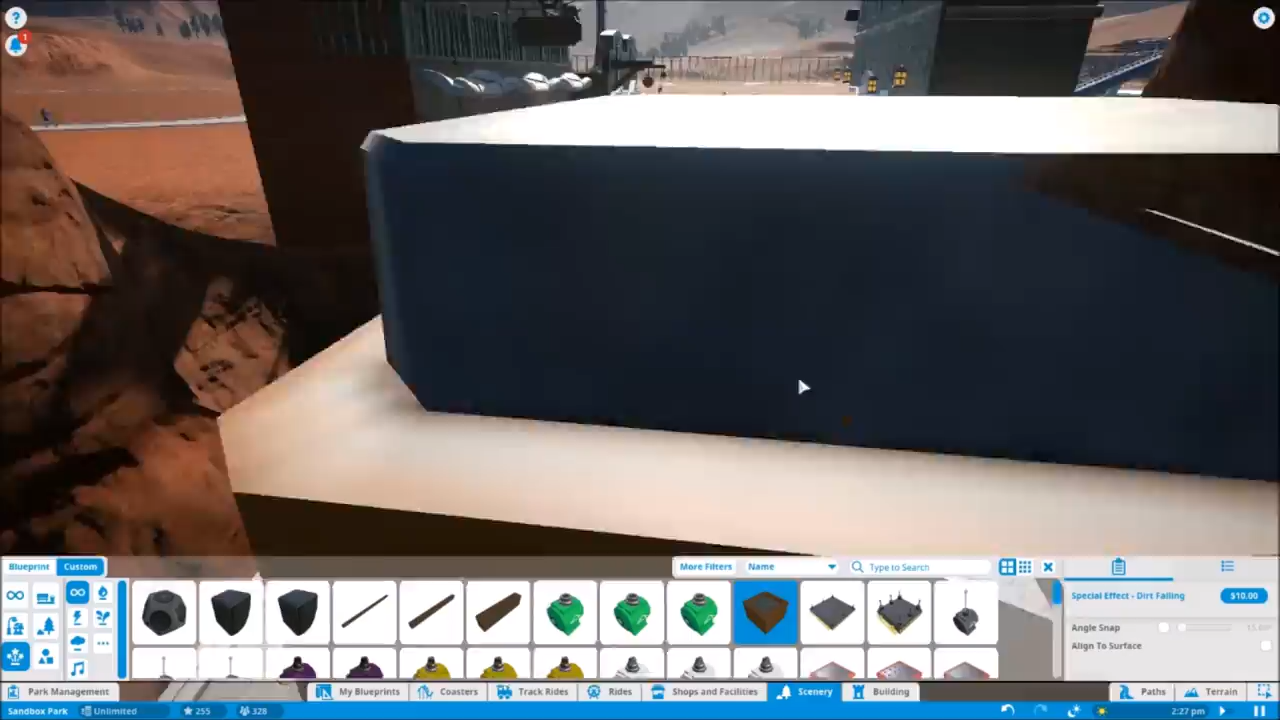 ?
1
Blueprint Custom More Filters Name Type to Search
Special Effect - Dirt Falling $10.00
Angle Snap
Align To Surface
Park Management My Blueprints Coasters Track Rides Rides Shops and Facilities Scenery Building Paths Terrain
Sandbox Park Unlimited 255 328 2:27 pm